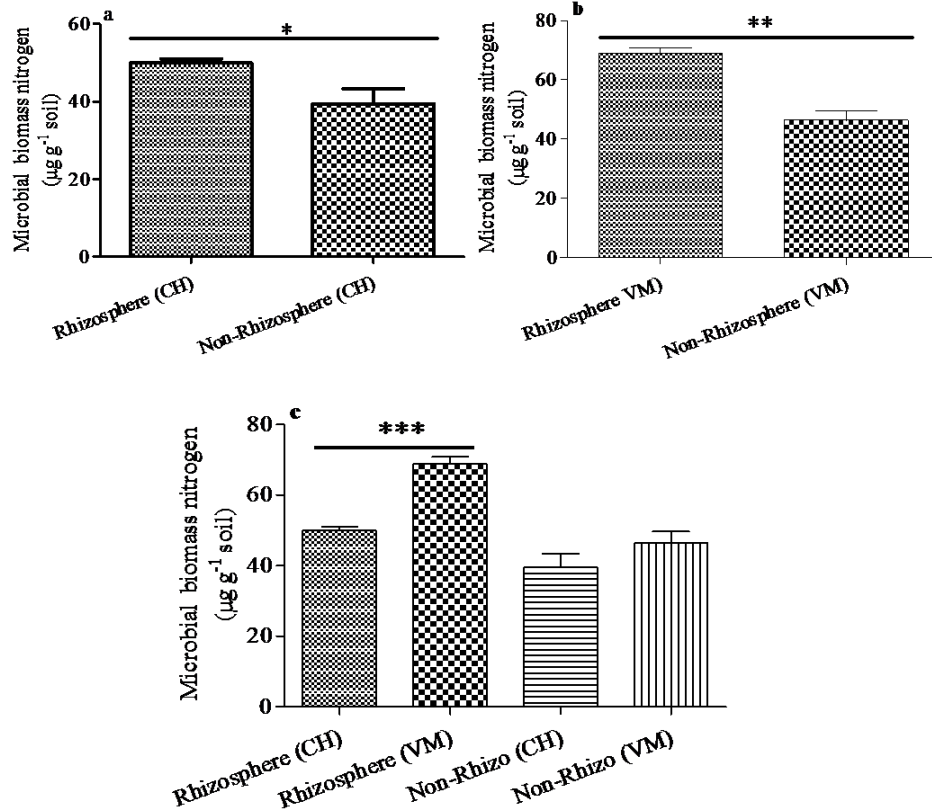 a
*
60
40
20
0
Microbial biomass nitrogen
(µg g⁻¹ soil)
Rhizosphere (CH)
Non-Rhizosphere (CH)
b
**
80
60
40
20
0
Microbial biomass nitrogen
(µg g⁻¹ soil)
Rhizosphere VM)
Non-Rhizosphere (VM)
c
***
80
60
40
20
0
Microbial biomass nitrogen
(µg g⁻¹ soil)
Rhizosphere (CH)
Rhizosphere (VM)
Non-Rhizo (CH)
Non-Rhizo (VM)